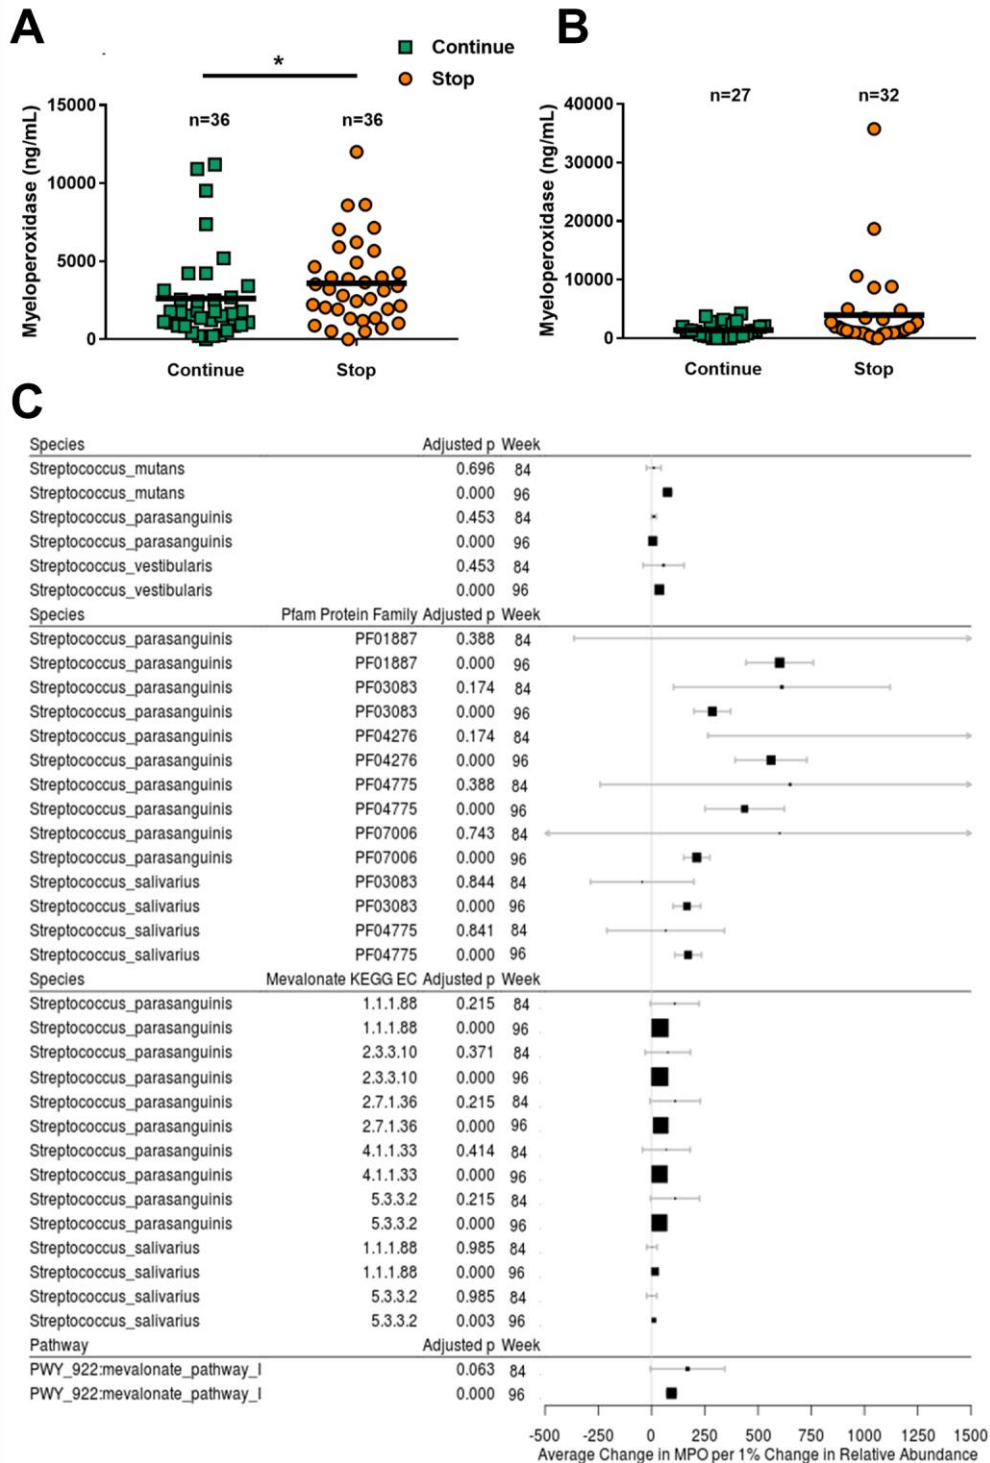 A
B
Continue
Stop
*
Myeloperoxidase (ng/mL)
15000
10000
5000
0
n=36
n=36
Continue
Stop
Myeloperoxidase (ng/mL)
40000
30000
20000
10000
0
n=27
n=32
Continue
Stop
C
Species Adjusted p Week
Streptococcus_mutans 0.696 84
Streptococcus_mutans 0.000 96
Streptococcus_parasanguinis 0.453 84
Streptococcus_parasanguinis 0.000 96
Streptococcus_vestibularis 0.453 84
Streptococcus_vestibularis 0.000 96
Species Pfam Protein Family Adjusted p Week
Streptococcus_parasanguinis PF01887 0.388 84
Streptococcus_parasanguinis PF01887 0.000 96
Streptococcus_parasanguinis PF03083 0.174 84
Streptococcus_parasanguinis PF03083 0.000 96
Streptococcus_parasanguinis PF04276 0.174 84
Streptococcus_parasanguinis PF04276 0.000 96
Streptococcus_parasanguinis PF04775 0.388 84
Streptococcus_parasanguinis PF04775 0.000 96
Streptococcus_parasanguinis PF07006 0.743 84
Streptococcus_parasanguinis PF07006 0.000 96
Streptococcus_salivarius PF03083 0.844 84
Streptococcus_salivarius PF03083 0.000 96
Streptococcus_salivarius PF04775 0.841 84
Streptococcus_salivarius PF04775 0.000 96
Species Mevalonate KEGG EC Adjusted p Week
Streptococcus_parasanguinis 1.1.1.88 0.215 84
Streptococcus_parasanguinis 1.1.1.88 0.000 96
Streptococcus_parasanguinis 2.3.3.10 0.371 84
Streptococcus_parasanguinis 2.3.3.10 0.000 96
Streptococcus_parasanguinis 2.7.1.36 0.215 84
Streptococcus_parasanguinis 2.7.1.36 0.000 96
Streptococcus_parasanguinis 4.1.1.33 0.414 84
Streptococcus_parasanguinis 4.1.1.33 0.000 96
Streptococcus_parasanguinis 5.3.3.2 0.215 84
Streptococcus_parasanguinis 5.3.3.2 0.000 96
Streptococcus_salivarius 1.1.1.88 0.985 84
Streptococcus_salivarius 1.1.1.88 0.000 96
Streptococcus_salivarius 5.3.3.2 0.985 84
Streptococcus_salivarius 5.3.3.2 0.003 96
Pathway Adjusted p Week
PWY_922:mevalonate_pathway_I 0.063 84
PWY_922:mevalonate_pathway_I 0.000 96
-500 -250 0 250 500 750 1000 1250 1500
Average Change in MPO per 1% Change in Relative Abundance